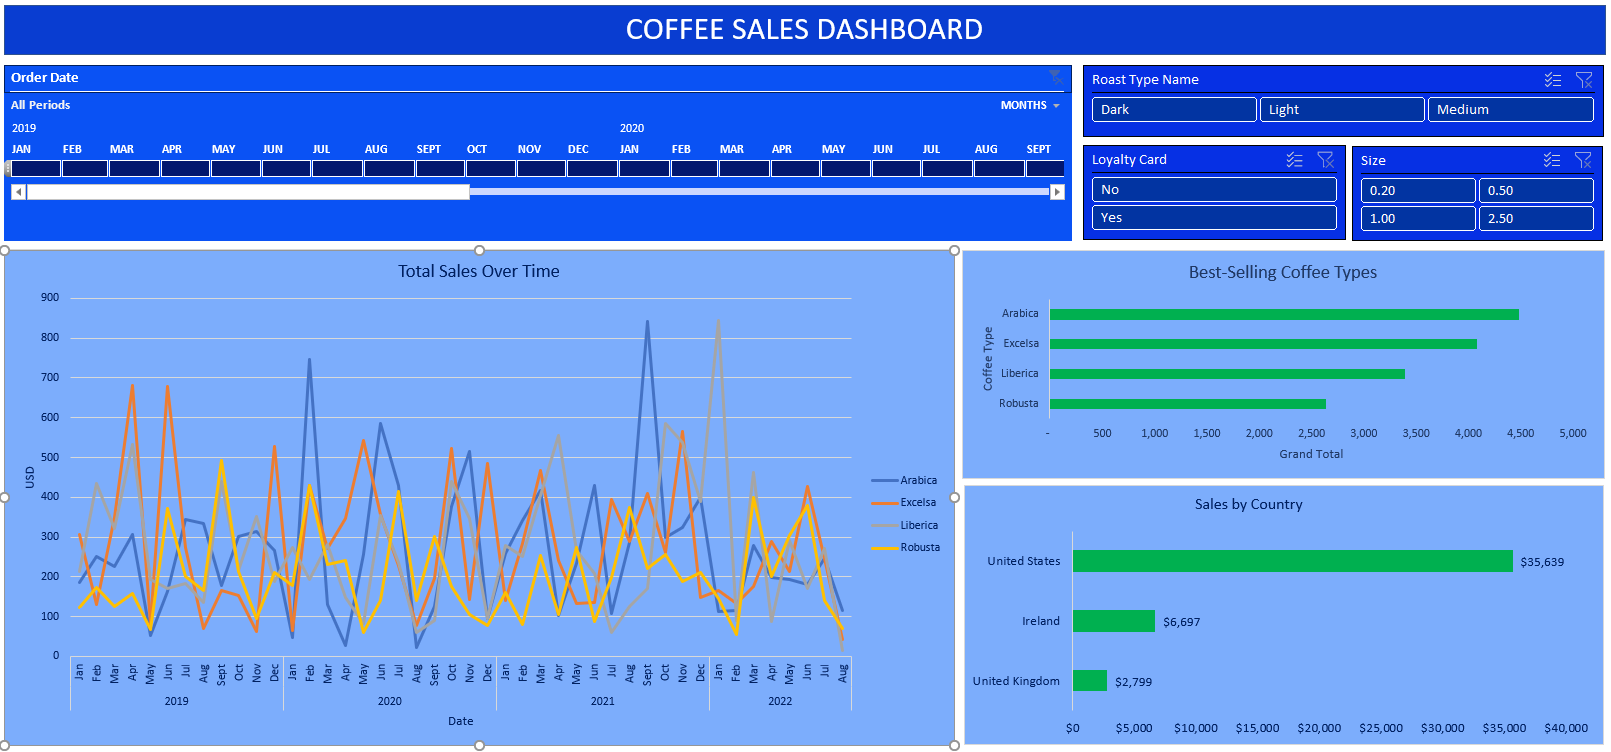 COFFEE SALES DASHBOARD
Order Date
All Periods
MONTHS
2019 2020
JAN FEB MAR APR MAY JUN JUL AUG SEPT OCT NOV DEC JAN FEB MAR APR MAY JUN JUL AUG SEPT
Roast Type Name
Dark Light Medium
Loyalty Card
No
Yes
Size
0.20 0.50
1.00 2.50
Total Sales Over Time
900
800
700
600
500
400
300
200
100
0
USD
Jan Feb Mar Apr May Jun Jul Aug Sept Oct Nov Dec Jan Feb Mar Apr May Jun Jul Aug Sept Oct Nov Dec Jan Feb Mar Apr May Jun Jul Aug Sept Oct Nov Dec Jan Feb Mar Apr May Jun Jul Aug
2019 2020 2021 2022
Date
Arabica
Excelsa
Liberica
Robusta
Best-Selling Coffee Types
Coffee Type
Arabica
Excelsa
Liberica
Robusta
- 500 1,000 1,500 2,000 2,500 3,000 3,500 4,000 4,500 5,000
Grand Total
Sales by Country
United States $35,639
Ireland $6,697
United Kingdom $2,799
$0 $5,000 $10,000 $15,000 $20,000 $25,000 $30,000 $35,000 $40,000